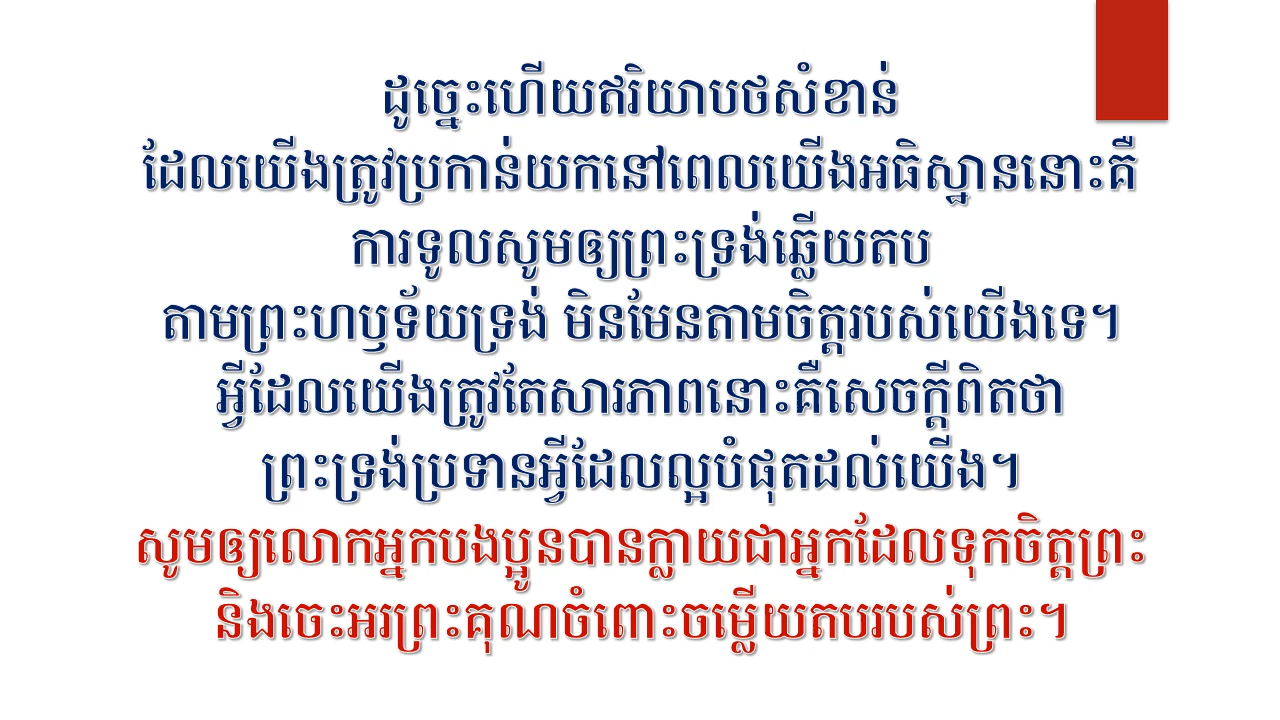 ដូច្នេះហើយឥរិយាបថសំខាន់
ដែលយើងត្រូវប្រកាន់យកនៅពេលយើងអធិស្ឋាននោះគឺ
ការទូលសូមឲ្យព្រះទ្រង់ឆ្លើយតប
តាមព្រះហឫទ័យទ្រង់ មិនមែនតាមចិត្តរបស់យើងទេ។
អ្វីដែលយើងត្រូវតែសារភាពនោះគឺសេចក្តីពិតថា
ព្រះទ្រង់ប្រទានអ្វីដែលល្អបំផុតដល់យើង។
សូមឲ្យលោកអ្នកបងប្អូនបានក្លាយជាអ្នកដែលទុកចិត្តព្រះ
និងចេះអរព្រះគុណចំពោះចម្លើយតបរបស់ព្រះ។